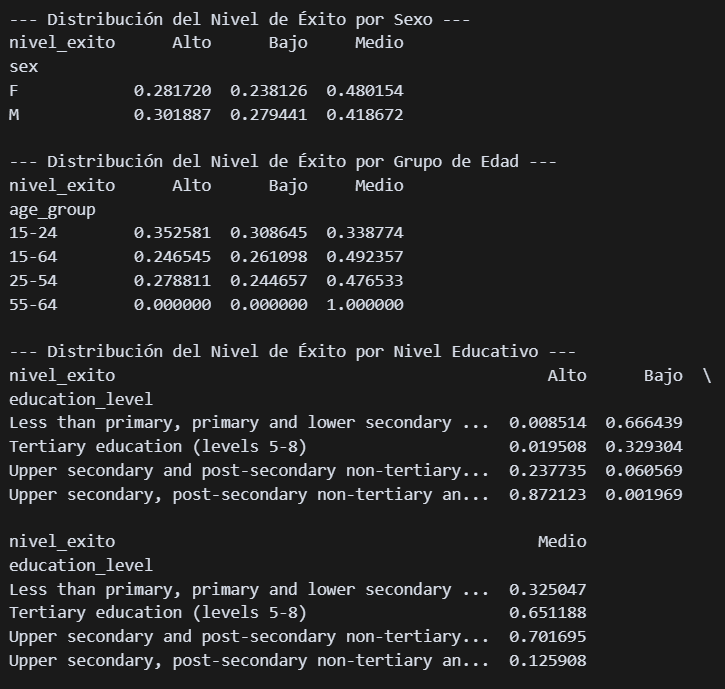 --- Distribución del Nivel de Éxito por Sexo ---
nivel_exito      Alto      Bajo     Medio
sex
F            0.281720  0.238126  0.480154
M            0.301887  0.279441  0.418672
--- Distribución del Nivel de Éxito por Grupo de Edad ---
nivel_exito      Alto      Bajo     Medio
age_group
15-24        0.352581  0.308645  0.338774
15-64        0.246545  0.261098  0.492357
25-54        0.278811  0.244657  0.476533
55-64        0.000000  0.000000  1.000000
--- Distribución del Nivel de Éxito por Nivel Educativo ---
nivel_exito                                             Alto      Bajo  \
education_level
Less than primary, primary and lower secondary ...  0.008514  0.666439
Tertiary education (levels 5-8)                     0.019508  0.329304
Upper secondary and post-secondary non-tertiary...  0.237735  0.060569
Upper secondary, post-secondary non-tertiary an...  0.872123  0.001969
nivel_exito                                            Medio
education_level
Less than primary, primary and lower secondary ...  0.325047
Tertiary education (levels 5-8)                     0.651188
Upper secondary and post-secondary non-tertiary...  0.701695
Upper secondary, post-secondary non-tertiary an...  0.125908